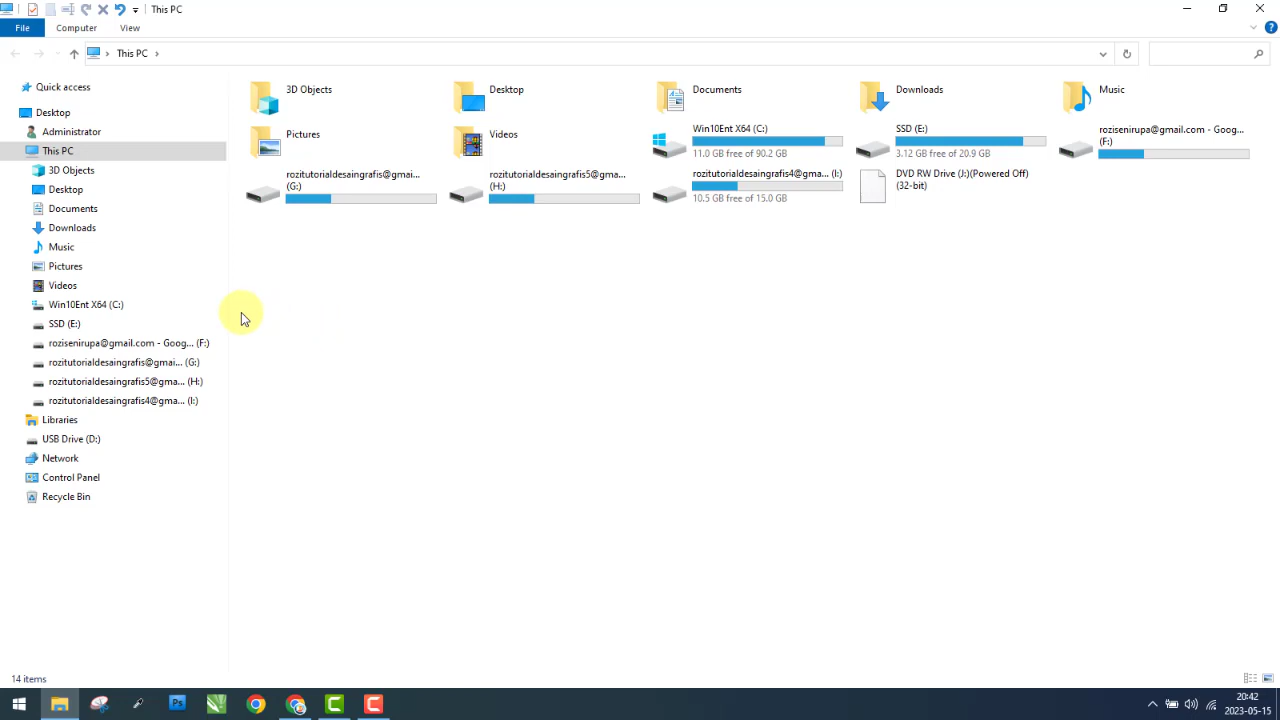 This PC
File
Computer
View
This PC
Quick access
Desktop
Administrator
This PC
3D Objects
Desktop
Documents
Downloads
Music
Pictures
Videos
Win10Ent X64 (C:)
SSD (E:)
rozisenirupa@gmail.com - Goog... (F:)
rozitutorialdesaingrafis@gmai... (G:)
rozitutorialdesaingrafis5@gma... (H:)
rozitutorialdesaingrafis4@gma... (I:)
Libraries
USB Drive (D:)
Network
Control Panel
Recycle Bin
3D Objects
Desktop
Documents
Downloads
Music
Pictures
Videos
Win10Ent X64 (C:)
11.0 GB free of 90.2 GB
SSD (E:)
3.12 GB free of 20.9 GB
rozisenirupa@gmail.com - Goog...
(F:)
rozitutorialdesaingrafis@gmai...
(G:)
rozitutorialdesaingrafis5@gma...
(H:)
rozitutorialdesaingrafis4@gma... (I:)
10.5 GB free of 15.0 GB
DVD RW Drive (J:)(Powered Off)
(32-bit)
14 items
Ps
20:42
2023-05-15